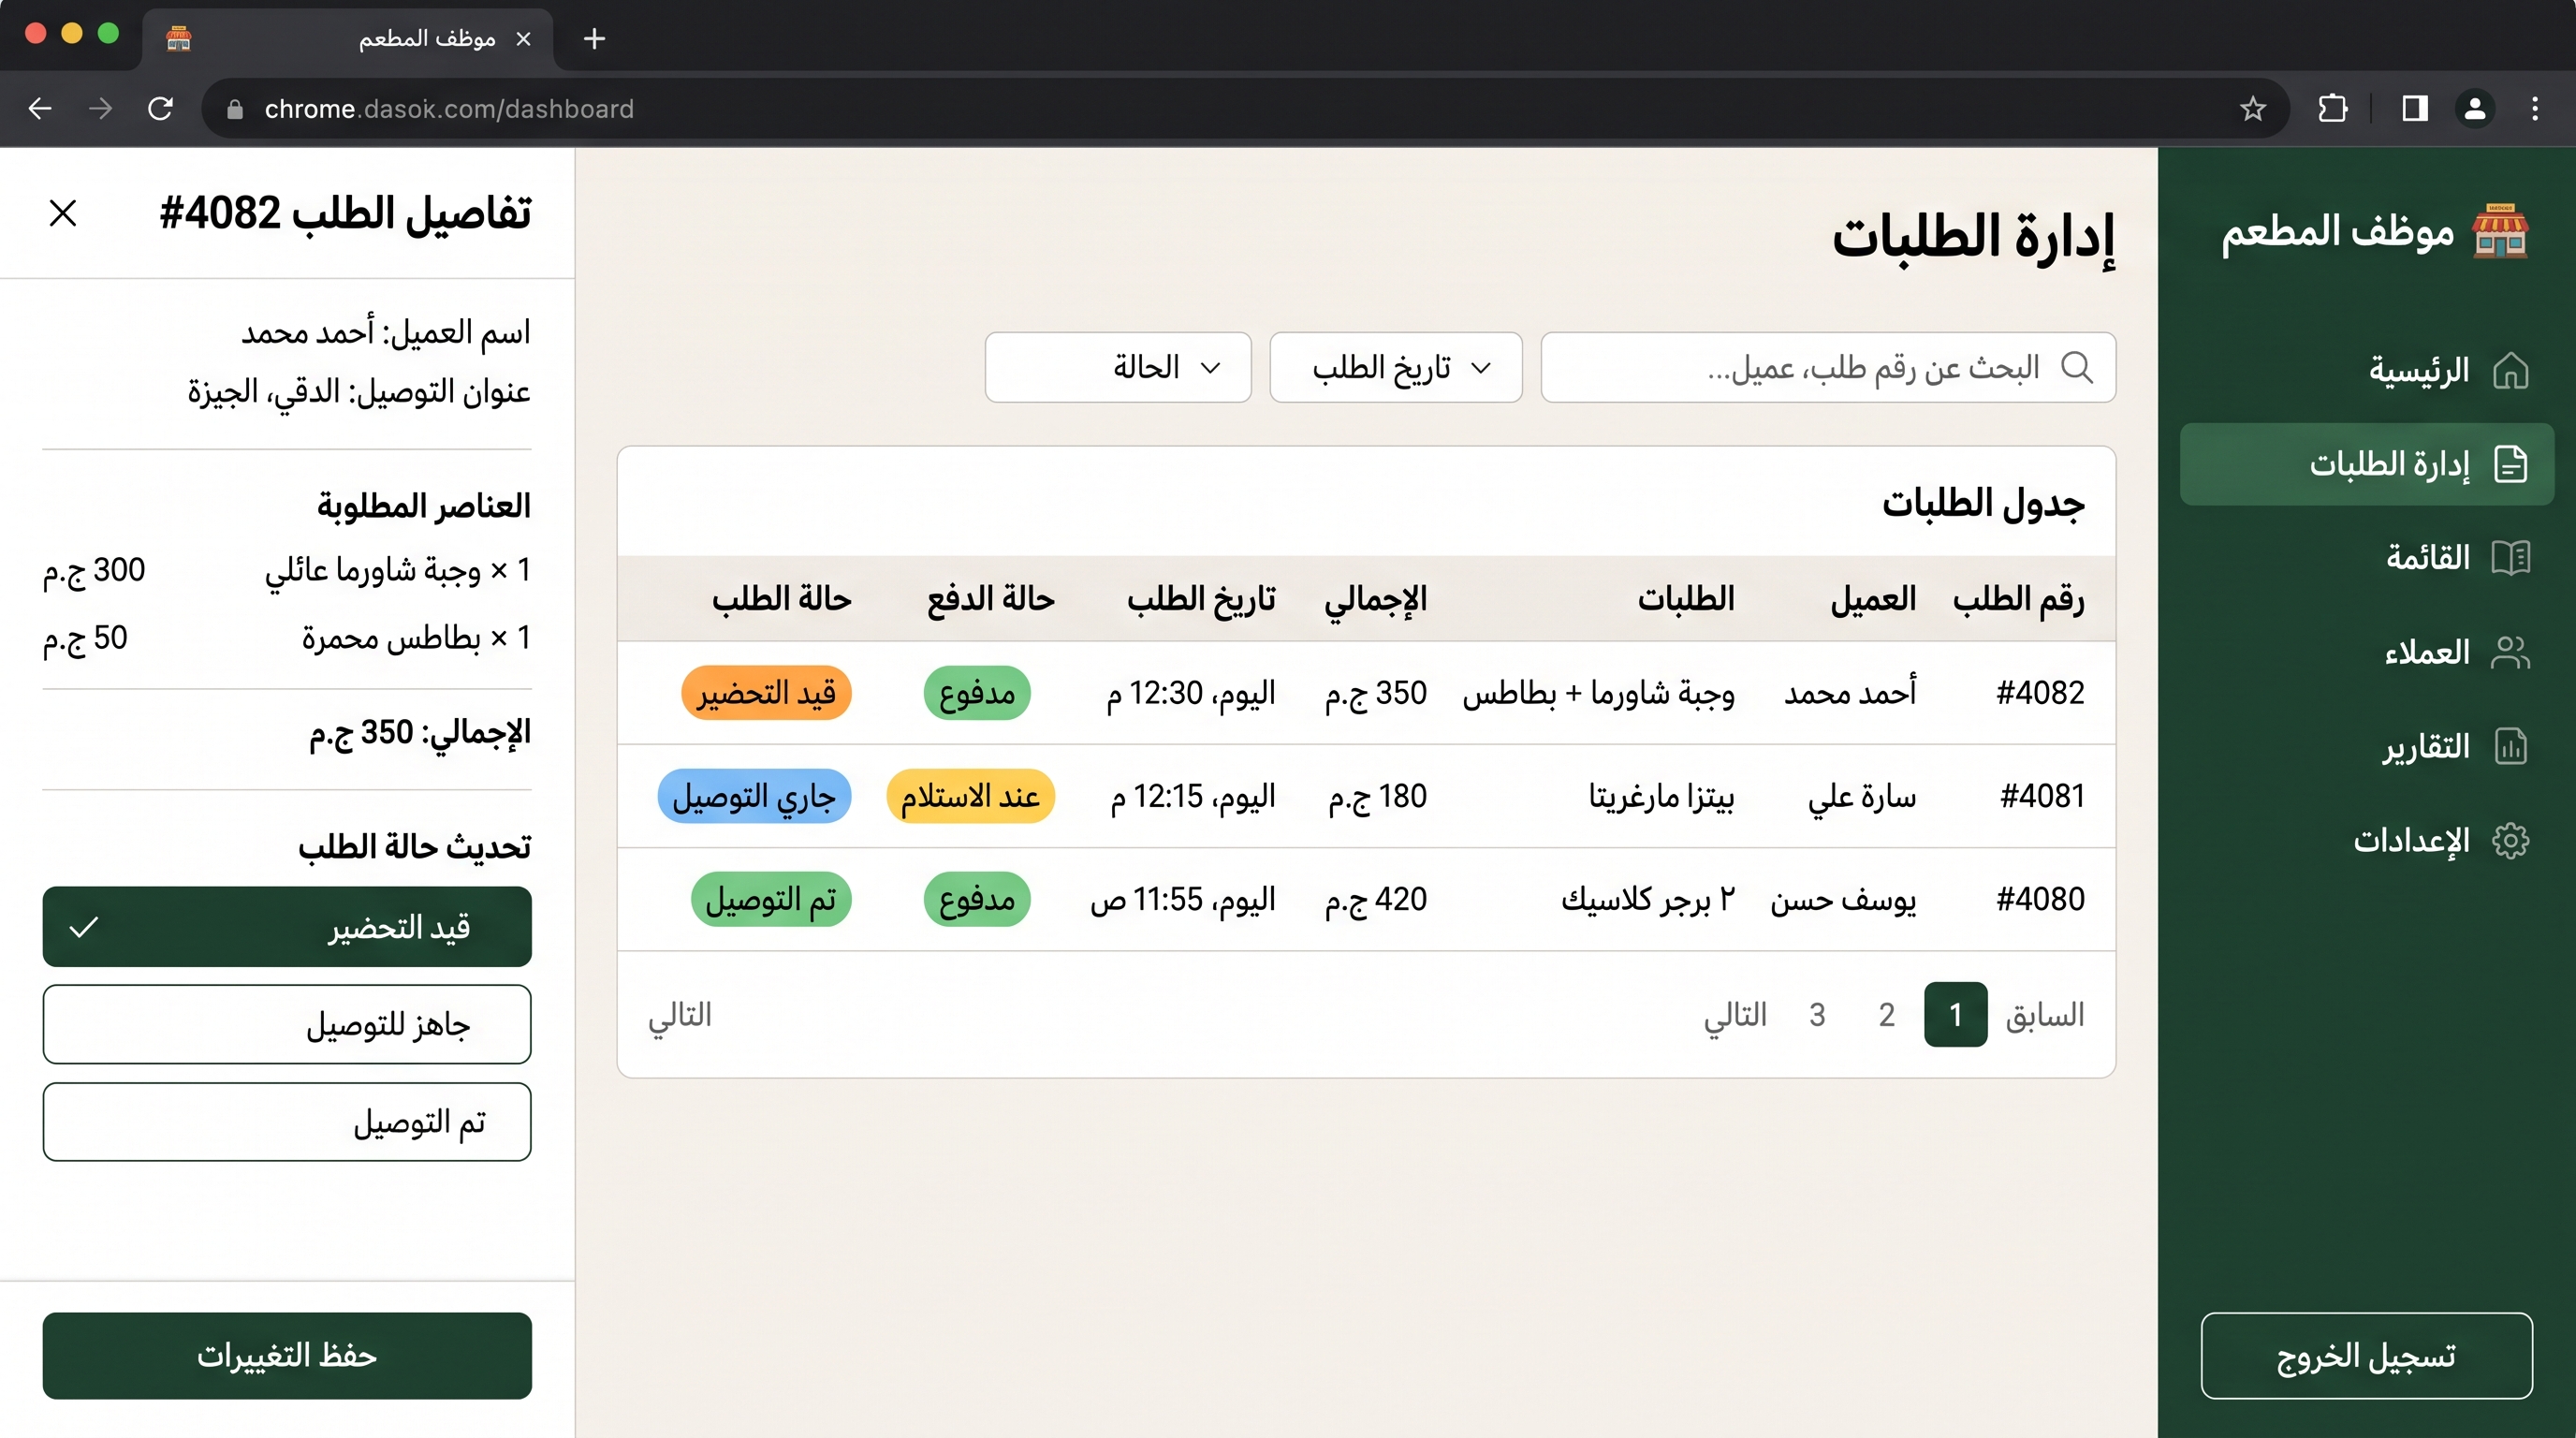 موظف المطعم
chrome.dasok.com/dashboard
موظف المطعم
الرئيسية
إدارة الطلبات
القائمة
العملاء
التقارير
الإعدادات
تسجيل الخروج
إدارة الطلبات
البحث عن رقم طلب، عميل...
تاريخ الطلب
الحالة
جدول الطلبات
رقم الطلب العميل الطلبات الإجمالي تاريخ الطلب حالة الدفع حالة الطلب
#4082 أحمد محمد وجبة شاورما + بطاطس 350 ج.م اليوم، 12:30 م مدفوع قيد التحضير
#4081 سارة علي بيتزا مارغريتا 180 ج.م اليوم، 12:15 م عند الاستلام جاري التوصيل
#4080 يوسف حسن ٢ برجر كلاسيك 420 ج.م اليوم، 11:55 ص مدفوع تم التوصيل
السابق 1 2 3 التالي التالي
تفاصيل الطلب #4082
اسم العميل: أحمد محمد
عنوان التوصيل: الدقي، الجيزة
العناصر المطلوبة
1 × وجبة شاورما عائلي 300 ج.م
1 × بطاطس محمرة 50 ج.م
الإجمالي: 350 ج.م
تحديث حالة الطلب
قيد التحضير
جاهز للتوصيل
تم التوصيل
حفظ التغييرات